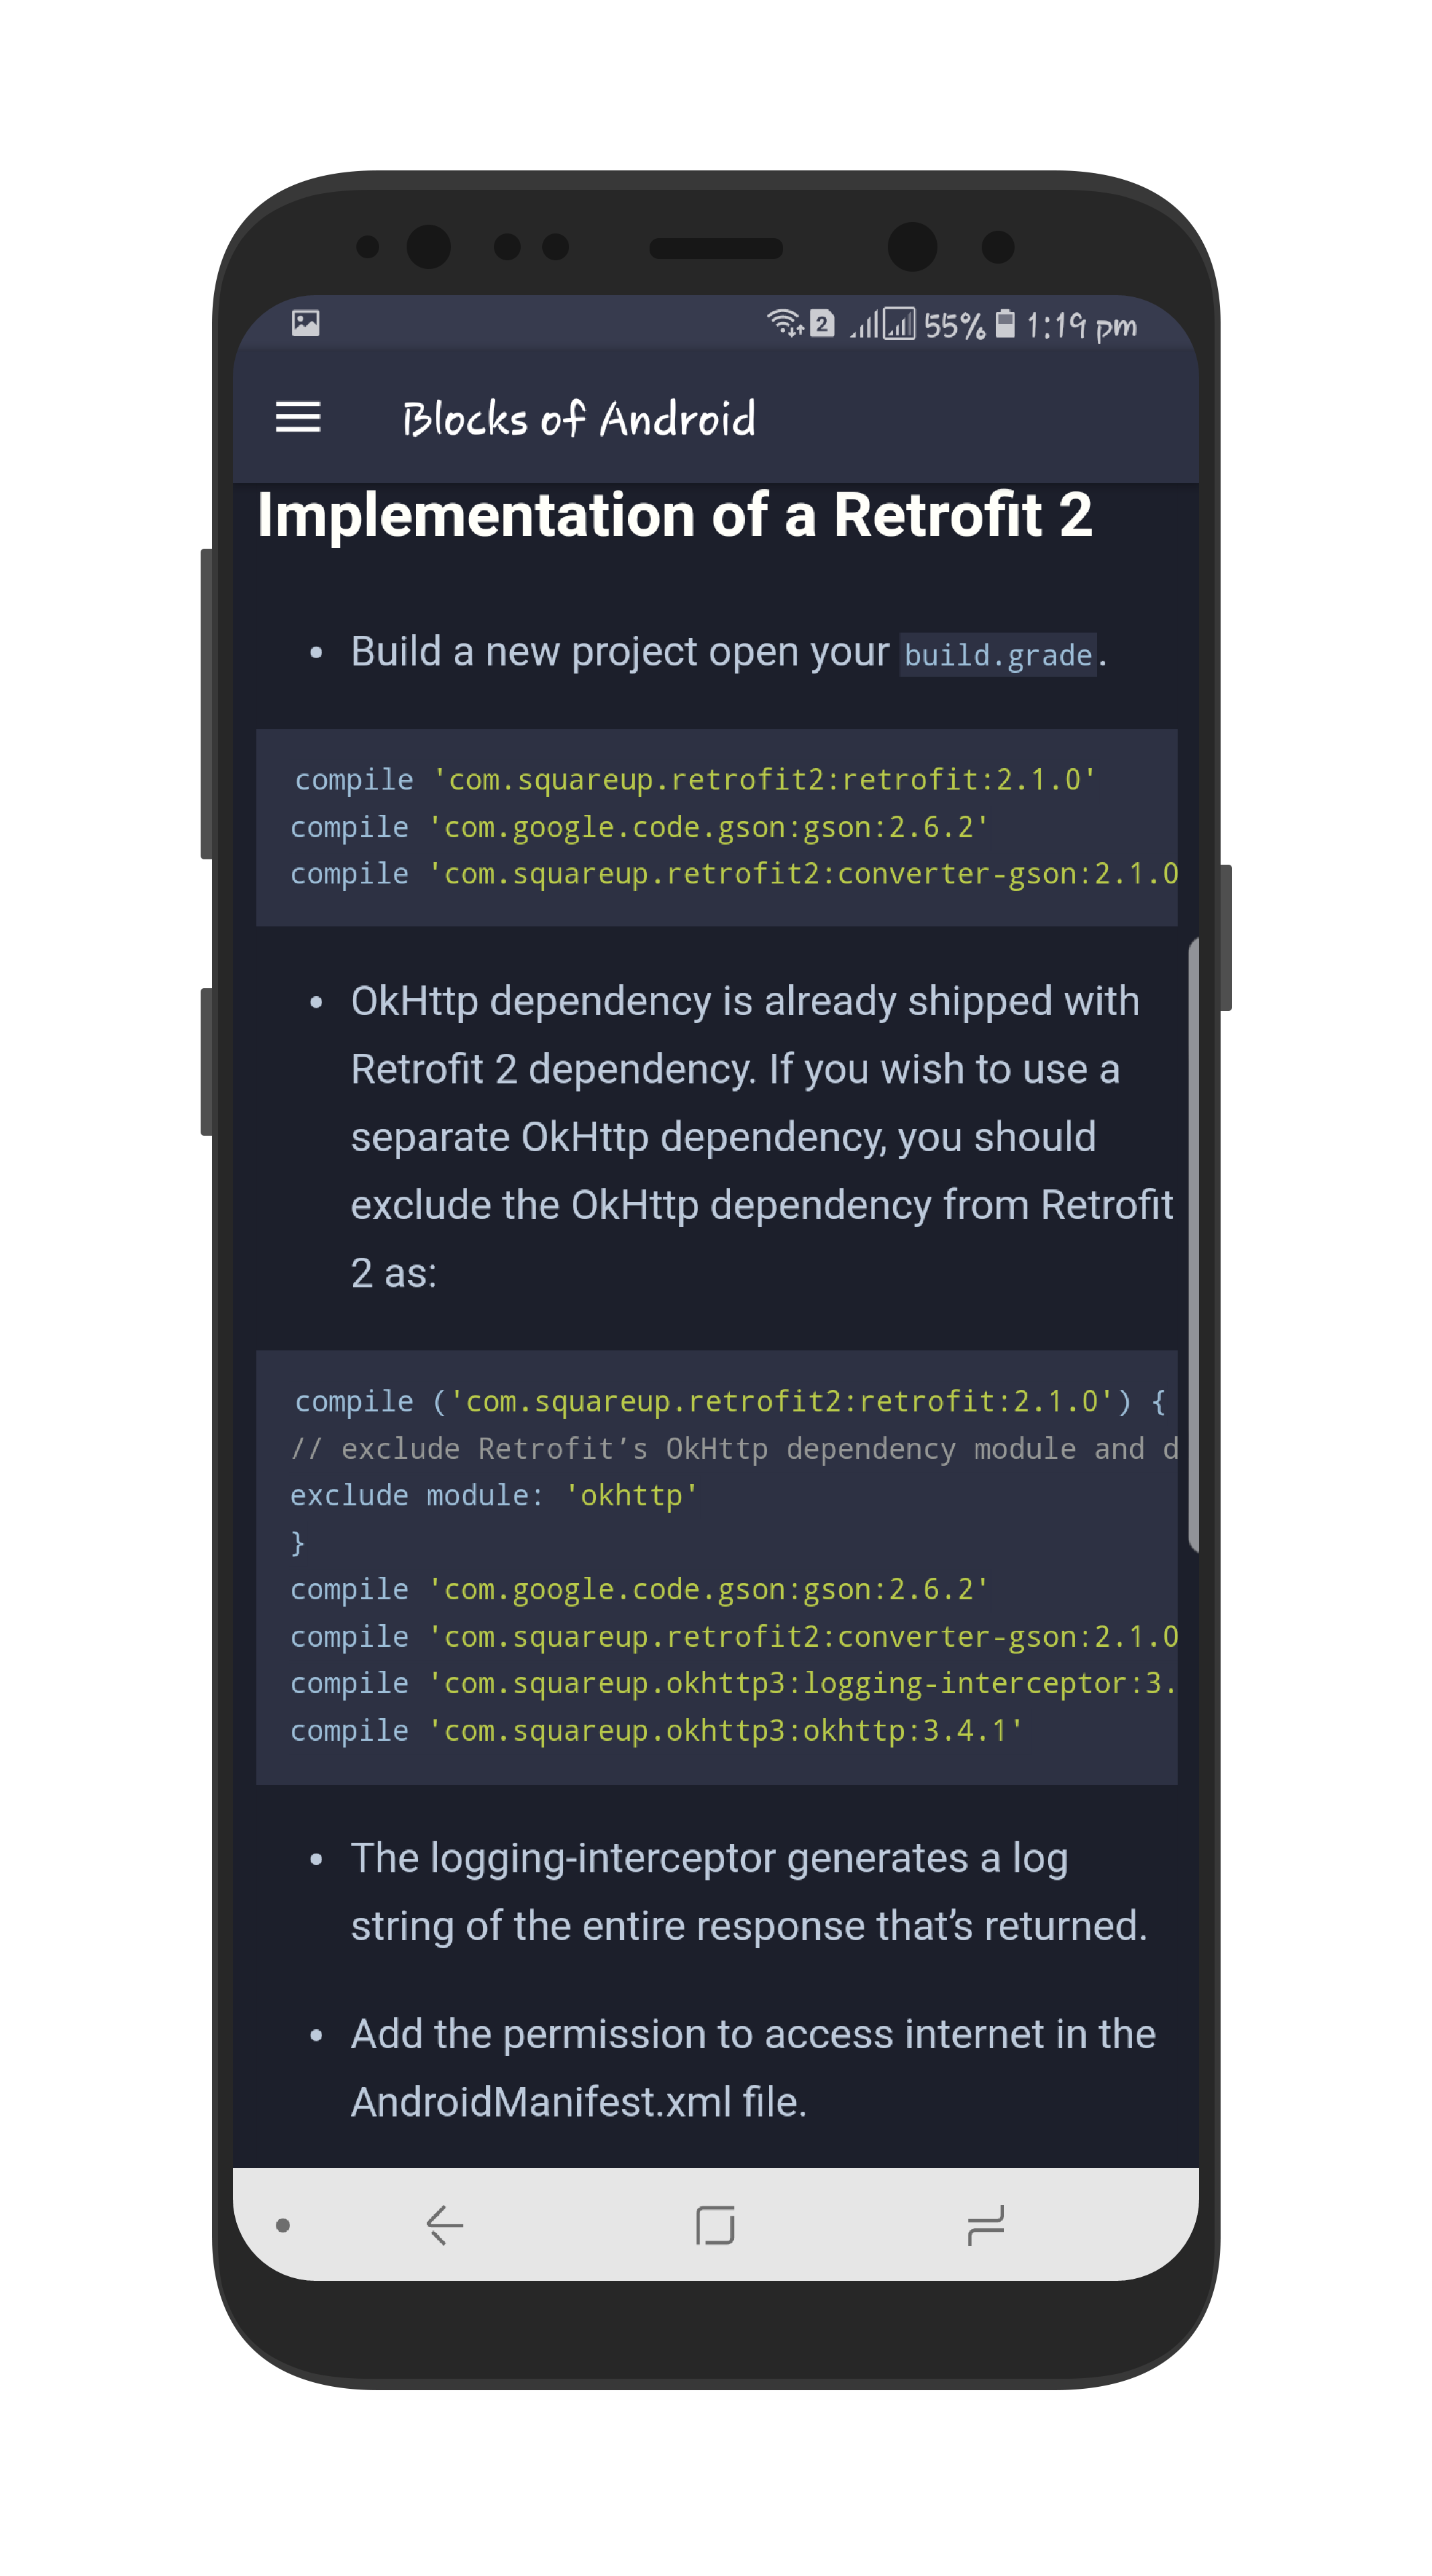 2 55% 1:19 pm
Blocks of Android
Implementation of a Retrofit 2
• Build a new project open your build.grade.
compile 'com.squareup.retrofit2:retrofit:2.1.0'
compile 'com.google.code.gson:gson:2.6.2'
compile 'com.squareup.retrofit2:converter-gson:2.1.0
• OkHttp dependency is already shipped with
Retrofit 2 dependency. If you wish to use a
separate OkHttp dependency, you should
exclude the OkHttp dependency from Retrofit
2 as:
compile ('com.squareup.retrofit2:retrofit:2.1.0') {
// exclude Retrofit’s OkHttp dependency module and d
exclude module: 'okhttp'
}
compile 'com.google.code.gson:gson:2.6.2'
compile 'com.squareup.retrofit2:converter-gson:2.1.0
compile 'com.squareup.okhttp3:logging-interceptor:3.
compile 'com.squareup.okhttp3:okhttp:3.4.1'
• The logging-interceptor generates a log
string of the entire response that’s returned.
• Add the permission to access internet in the
AndroidManifest.xml file.